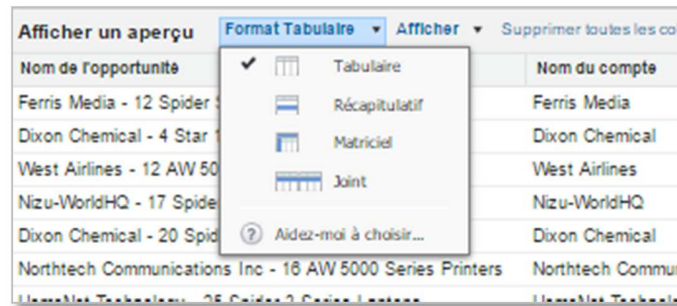 Afficher un aperçu Format Tabulaire Afficher Supprimer toutes les co
Nom de l'opportunité Tabulaire Nom du compte
Ferris Media - 12 Spider Récapitulatif Ferris Media
Dixon Chemical - 4 Star 1 Matriciel Dixon Chemical
West Airlines - 12 AW 50 Joint West Airlines
Nizu-WorldHQ - 17 Spide Nizu-WorldHQ
Dixon Chemical - 20 Spid Aidez-moi à choisir... Dixon Chemical
Northtech Communications Inc - 16 AW 5000 Series Printers Northtech Commu